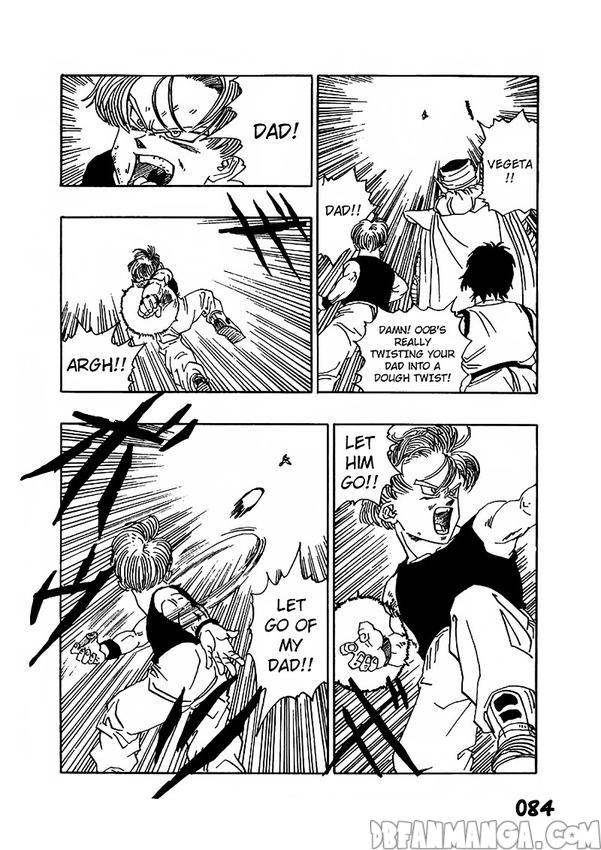 VEGETA
!!
DAD!!
DAMN! OOB'S
REALLY
TWISTING YOUR
DAD INTO A
DOUGH TWIST!
DAD!
ARGH!!
LET
HIM
GO!!
LET
GO OF
MY
DAD!!
084
DBFANMANGA.COM